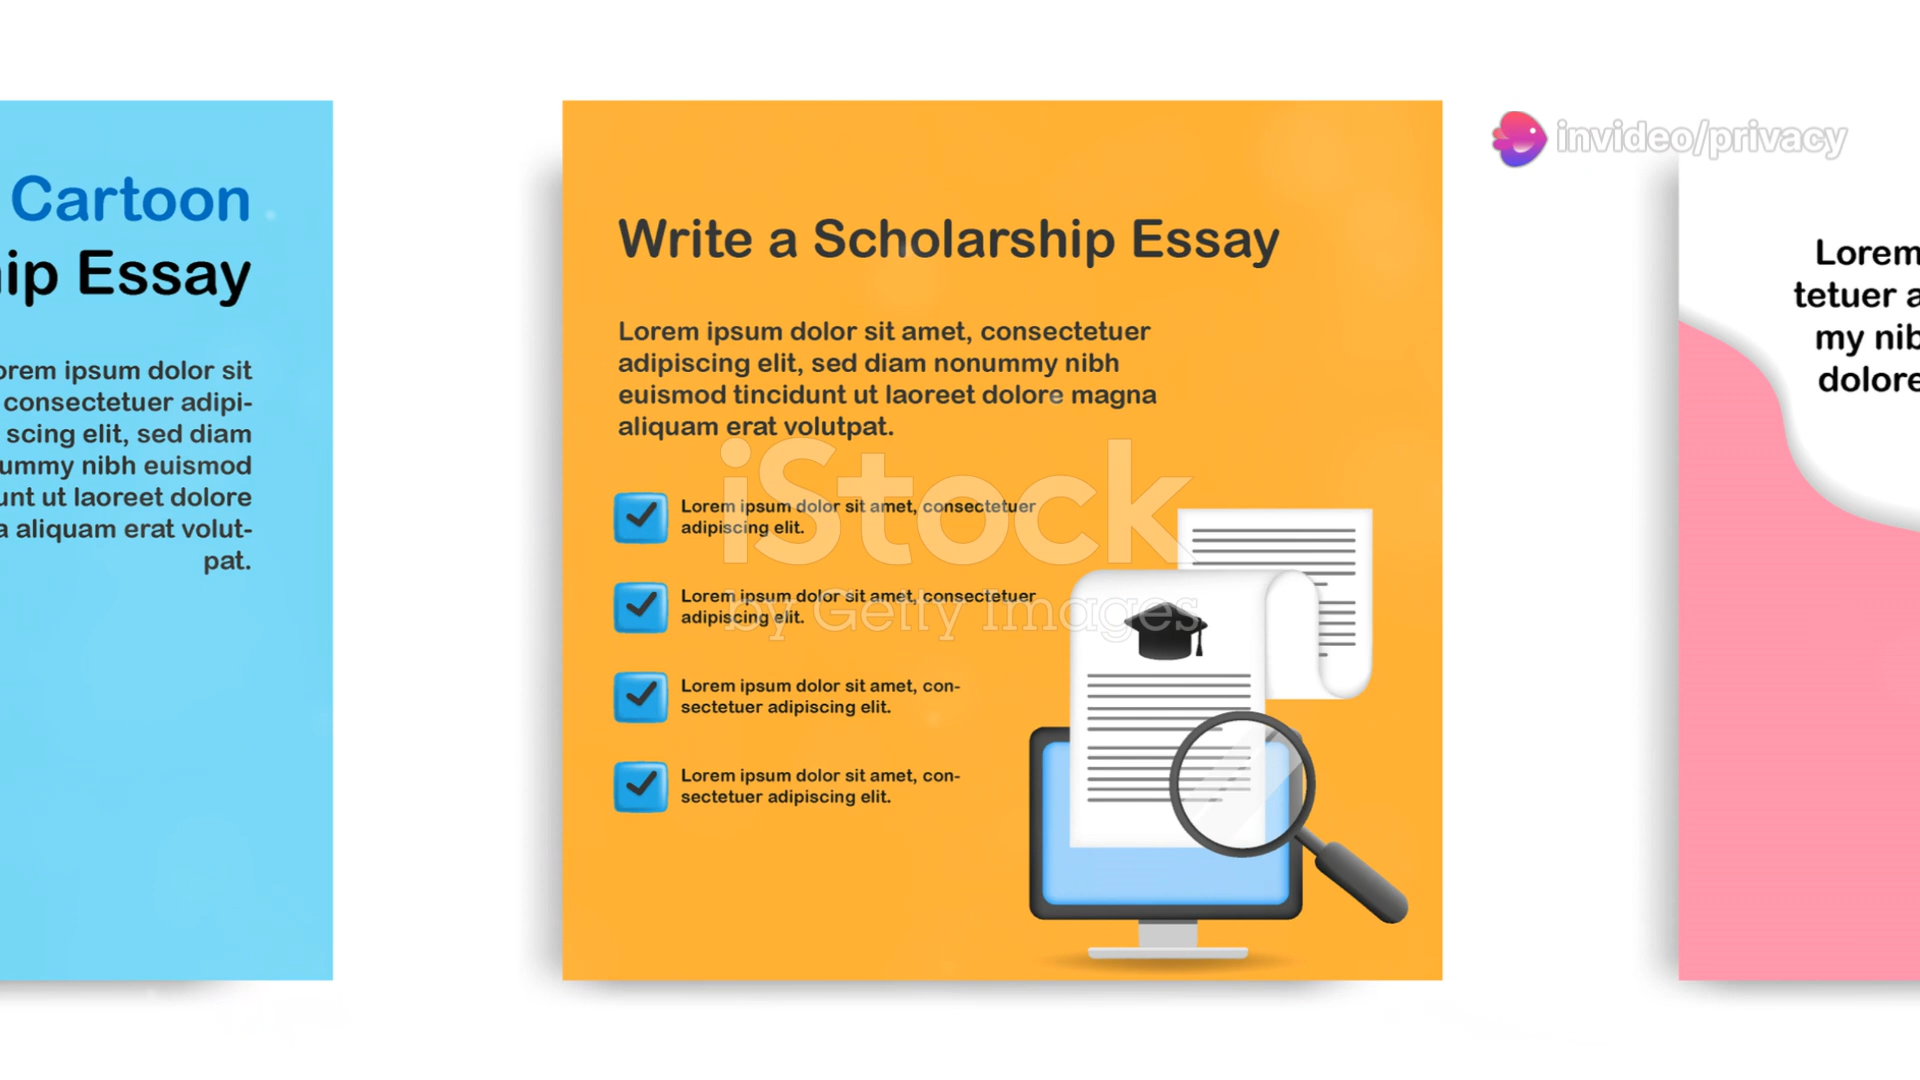 Cartoon
Essay
orem ipsum dolor sit
consectetuer adipi-
scing elit, sed diam
nibh euismod
ut laoreet dolore
aliquam erat volut-
pat.
Write a Scholarship Essay
Lorem ipsum dolor sit amet, consectetuer
adipiscing elit, sed diam nonummy nibh
euismod tincidunt ut laoreet dolore magna
aliquam erat volutpat.
Lorem ipsum dolor sit amet, consectetuer
adipiscing elit.
Lorem ipsum dolor sit amet, consectetuer
adipiscing elit.
Lorem ipsum dolor sit amet, con-
sectetuer adipiscing elit.
Lorem ipsum dolor sit amet, con-
sectetuer adipiscing elit.
iStock
by Getty Images
invideo/privacy
Lorem
tetuer a
my nib
dolore